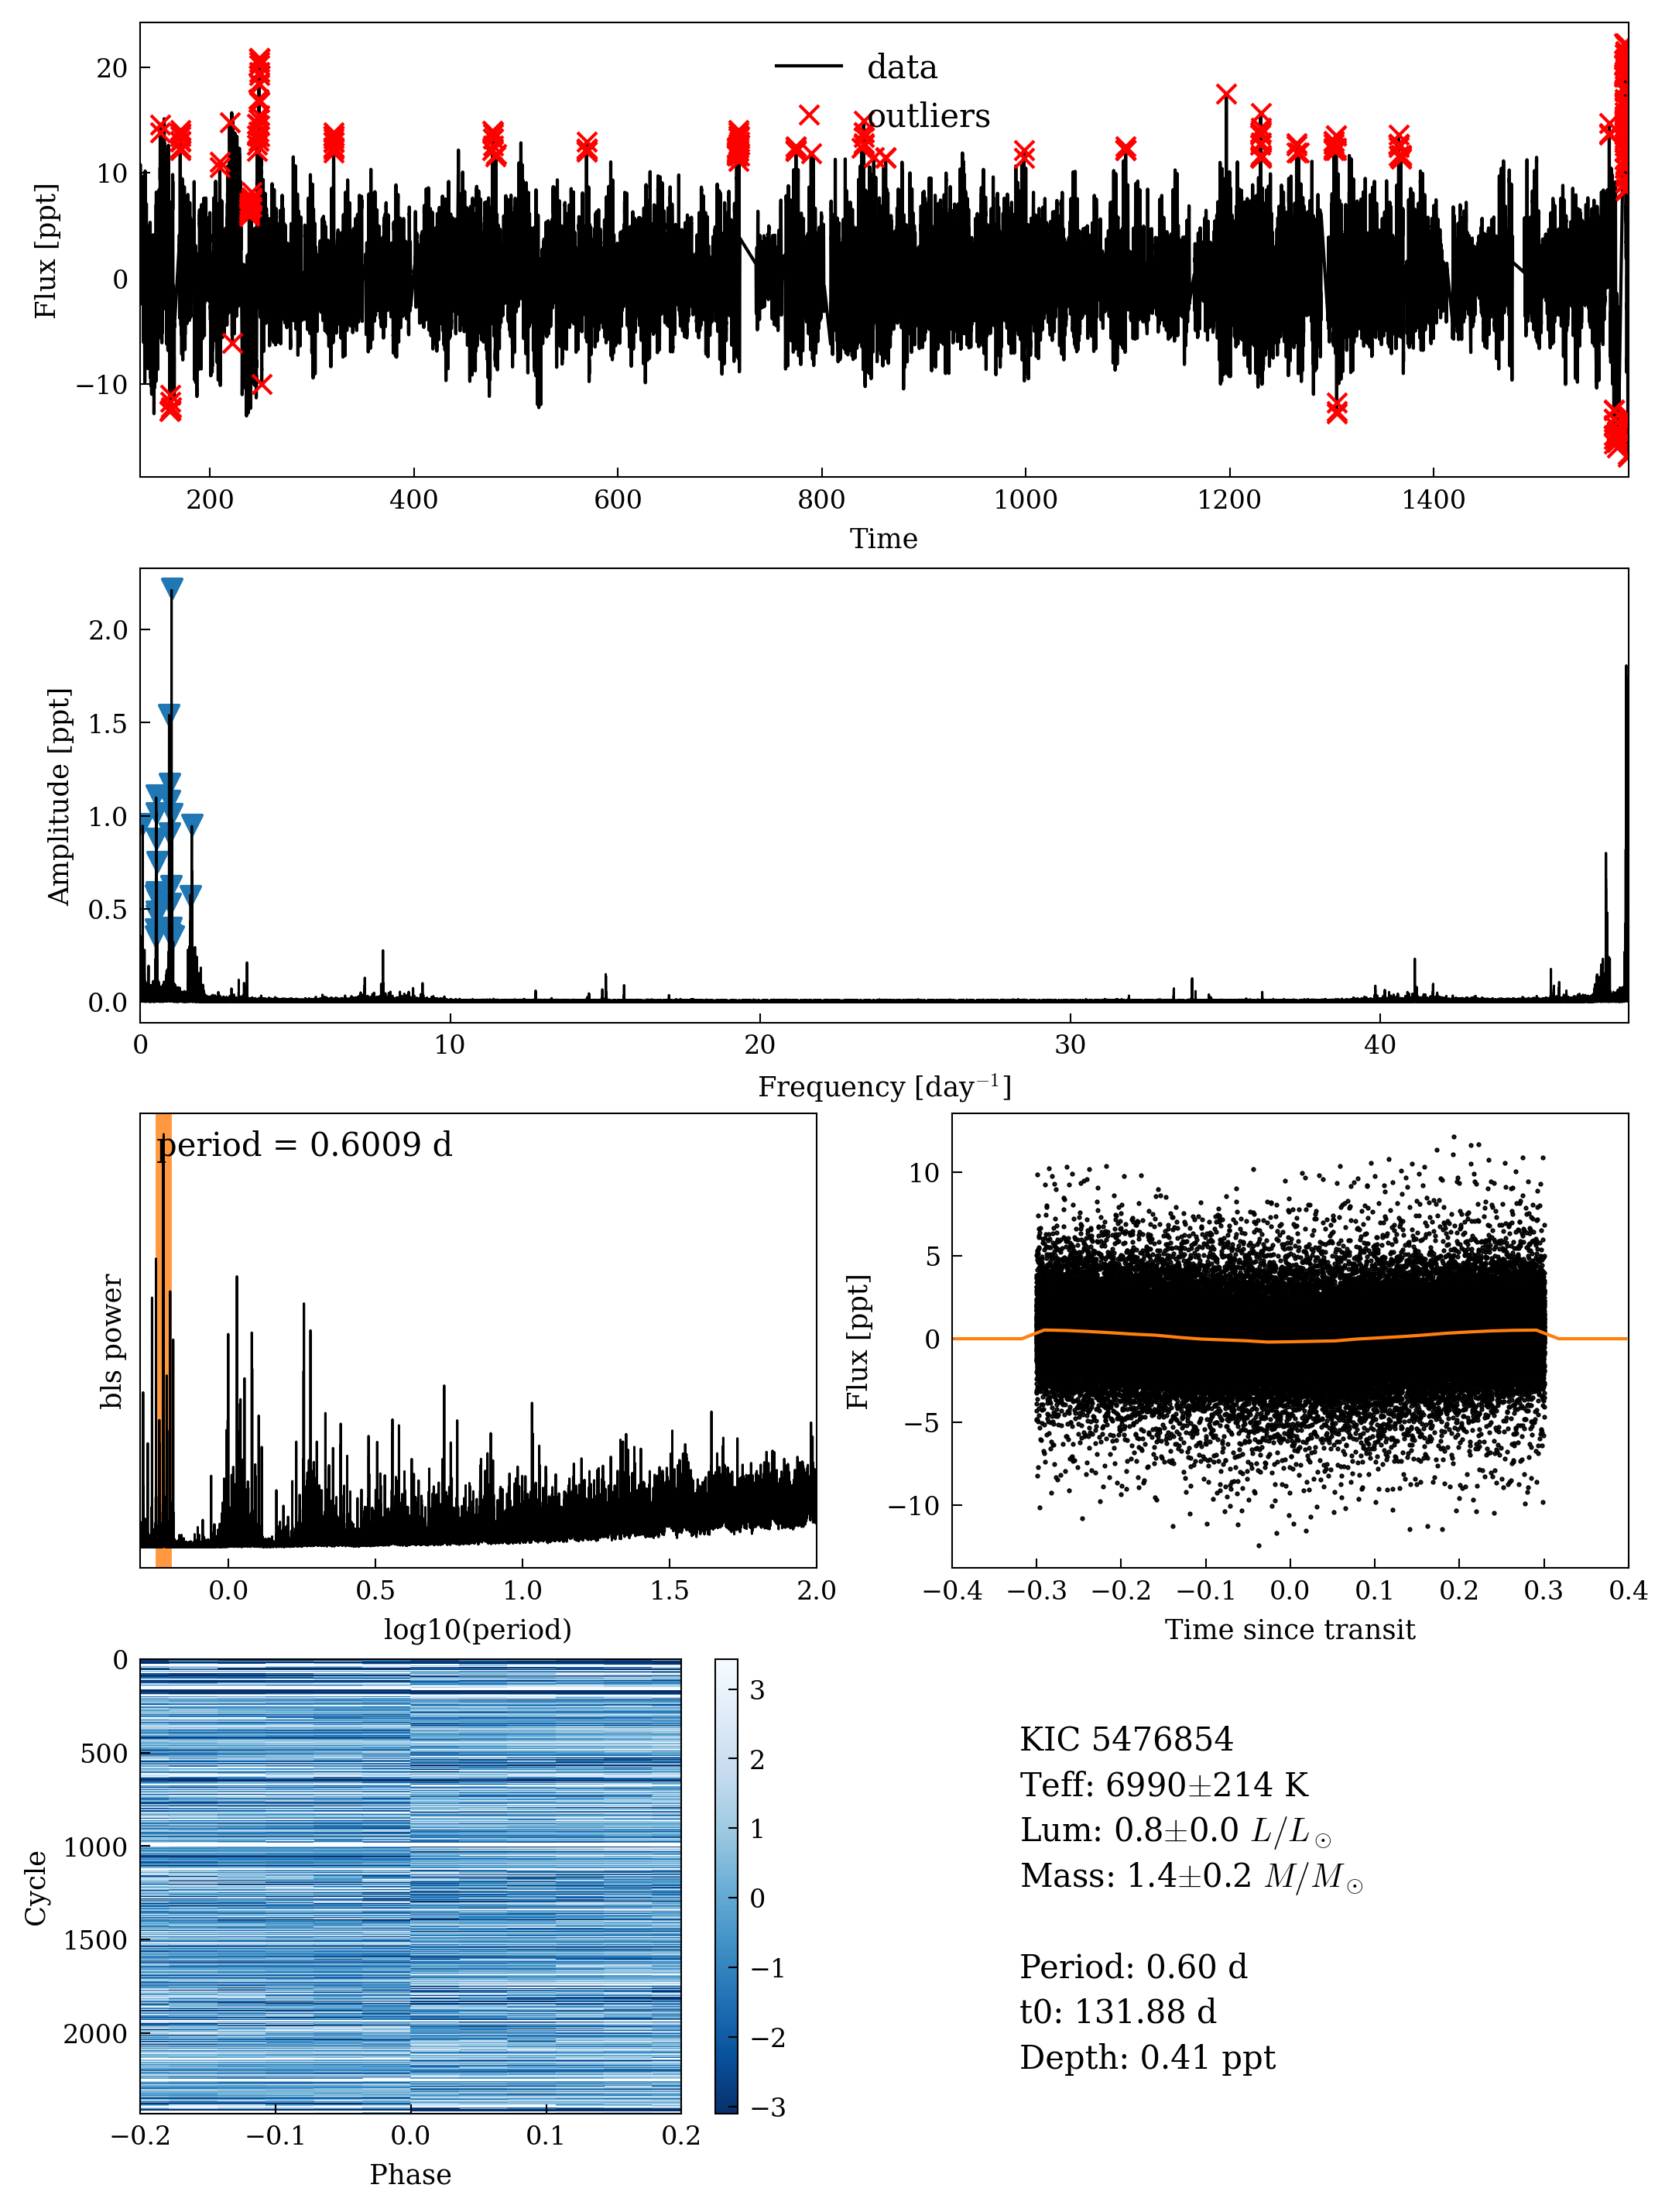 20
10
0
−10
Flux [ppt]
data
outliers
200
400
600
800
1000
1200
1400
Time
2.0
1.5
1.0
0.5
0.0
Amplitude [ppt]
0
10
20
30
40
Frequency [day⁻¹]
period = 0.6009 d
bls power
0.0
0.5
1.0
1.5
2.0
log10(period)
10
5
0
−5
−10
Flux [ppt]
−0.4
−0.3
−0.2
−0.1
0.0
0.1
0.2
0.3
0.4
Time since transit
0
500
1000
1500
2000
Cycle
−0.2
−0.1
0.0
0.1
0.2
Phase
3
2
1
0
−1
−2
−3
KIC 5476854
Teff: 6990±214 K
Lum: 0.8±0.0 L/L⊙
Mass: 1.4±0.2 M/M⊙
Period: 0.60 d
t0: 131.88 d
Depth: 0.41 ppt